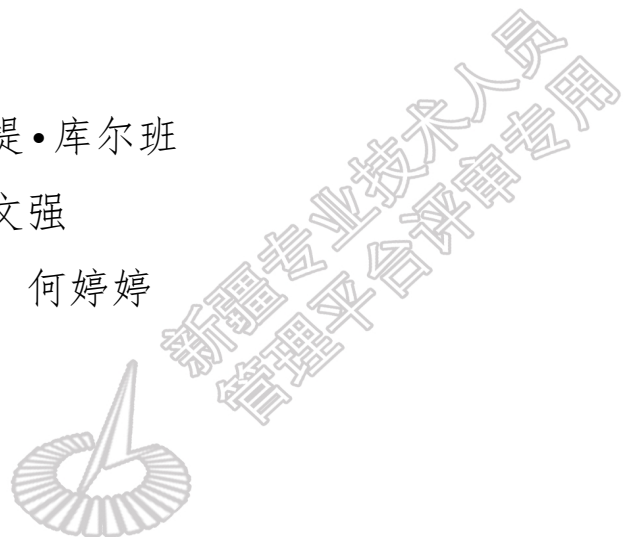 提•库尔班
文强
何婷婷
新疆专业技术人员
管理平台评审专用